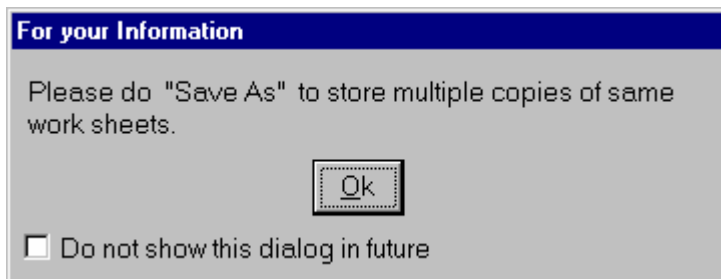 For your Information
Please do "Save As" to store multiple copies of same
work sheets.
Ok
Do not show this dialog in future